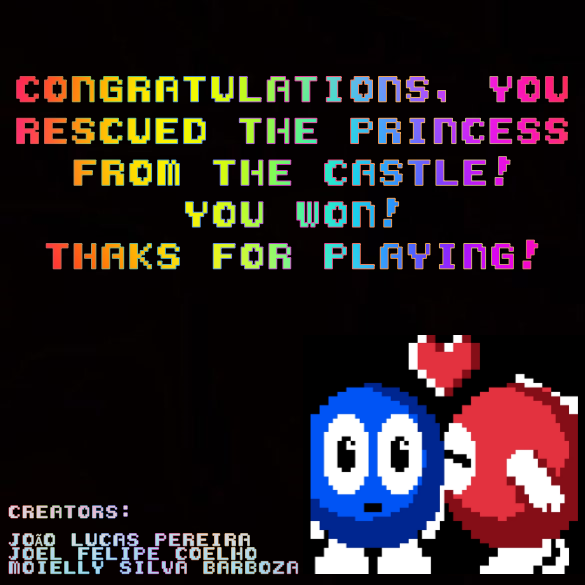 CONGRATULATIONS, YOU
RESCUED THE PRINCESS
FROM THE CASTLE!
YOU WON!
THAKS FOR PLAYING!
CREATORS:
JOÃO LUCAS PEREIRA
JOEL FELIPE COELHO
MOIELLY SILVA BARBOZA